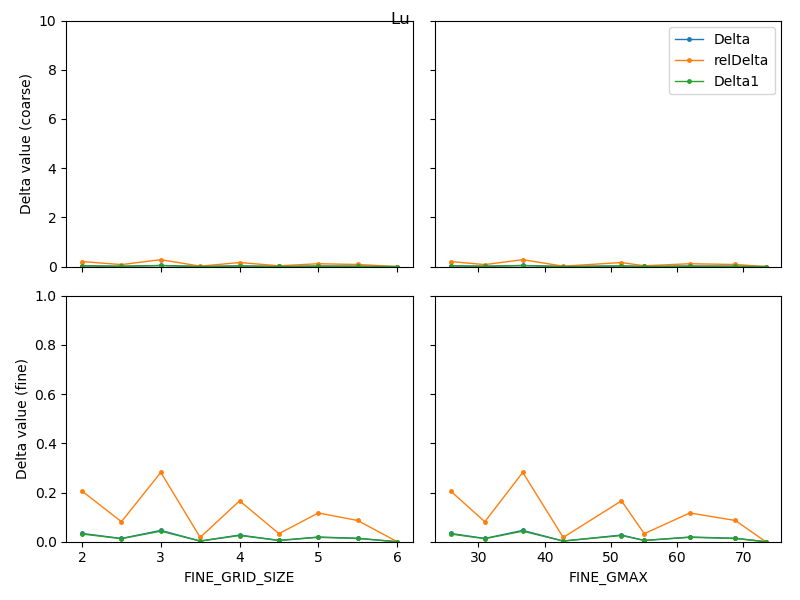 Lu
Delta value (coarse)
10
8
6
4
2
0
Delta
relDelta
Delta1
Delta value (fine)
1.0
0.8
0.6
0.4
0.2
0.0
2 3 4 5 6
FINE_GRID_SIZE
30 40 50 60 70
FINE_GMAX